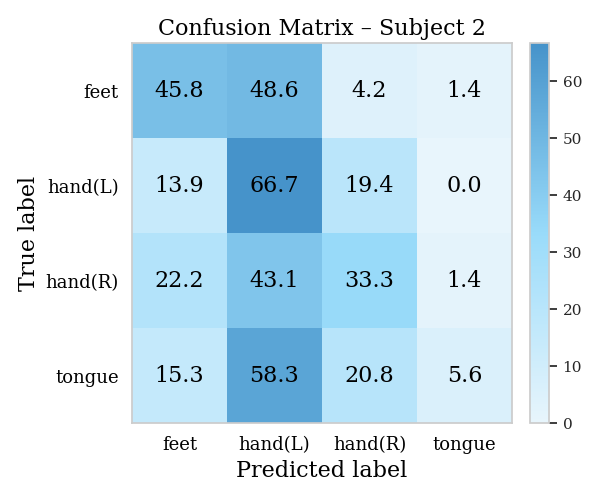 Confusion Matrix – Subject 2
feet 45.8 48.6 4.2 1.4
hand(L) 13.9 66.7 19.4 0.0
hand(R) 22.2 43.1 33.3 1.4
tongue 15.3 58.3 20.8 5.6
feet hand(L) hand(R) tongue
Predicted label
True label
60
50
40
30
20
10
0